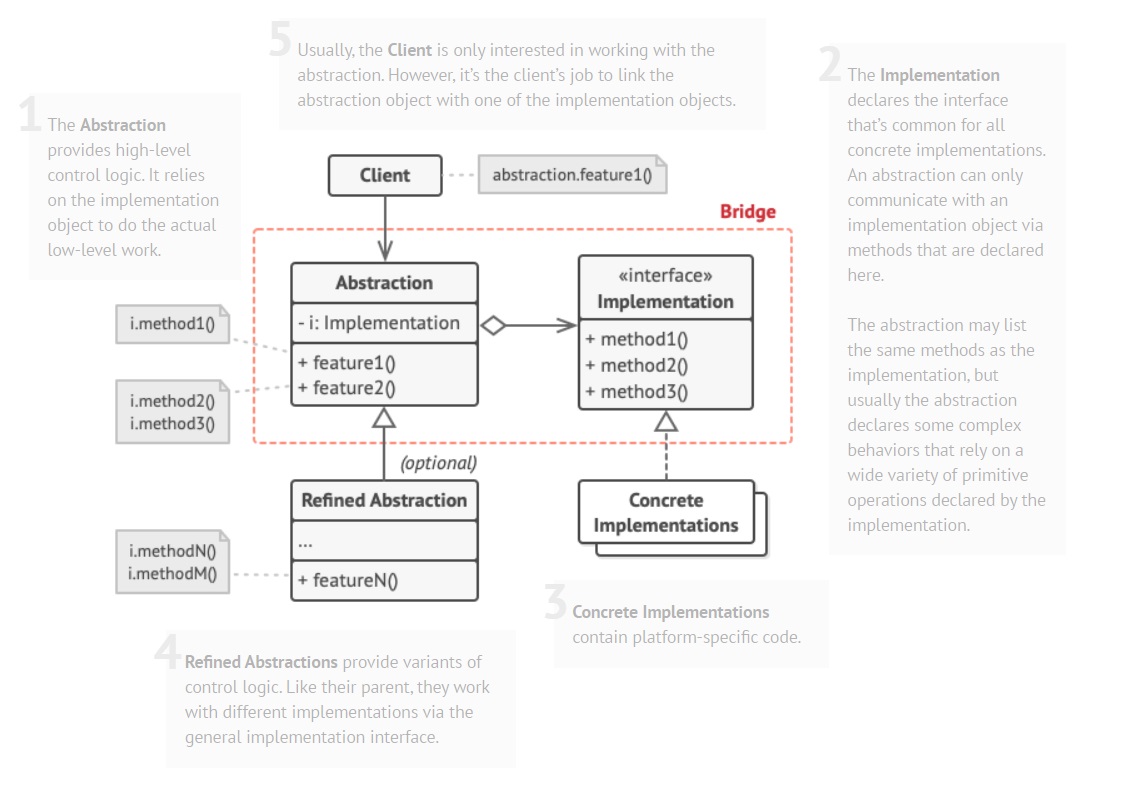 5
Usually, the Client is only interested in working with the
abstraction. However, it’s the client’s job to link the
abstraction object with one of the implementation objects.
2
The Implementation
declares the interface
that’s common for all
concrete implementations.
An abstraction can only
communicate with an
implementation object via
methods that are declared
here.
The abstraction may list
the same methods as the
implementation, but
usually the abstraction
declares some complex
behaviors that rely on a
wide variety of primitive
operations declared by the
implementation.
1
The Abstraction
provides high-level
control logic. It relies
on the implementation
object to do the actual
low-level work.
Client
abstraction.feature1()
Bridge
Abstraction
- i: Implementation
+ feature1()
+ feature2()
«interface»
Implementation
+ method1()
+ method2()
+ method3()
i.method1()
i.method2()
i.method3()
(optional)
Refined Abstraction
...
+ featureN()
Concrete
Implementations
i.methodN()
i.methodM()
3
Concrete Implementations
contain platform-specific code.
4
Refined Abstractions provide variants of
control logic. Like their parent, they work
with different implementations via the
general implementation interface.